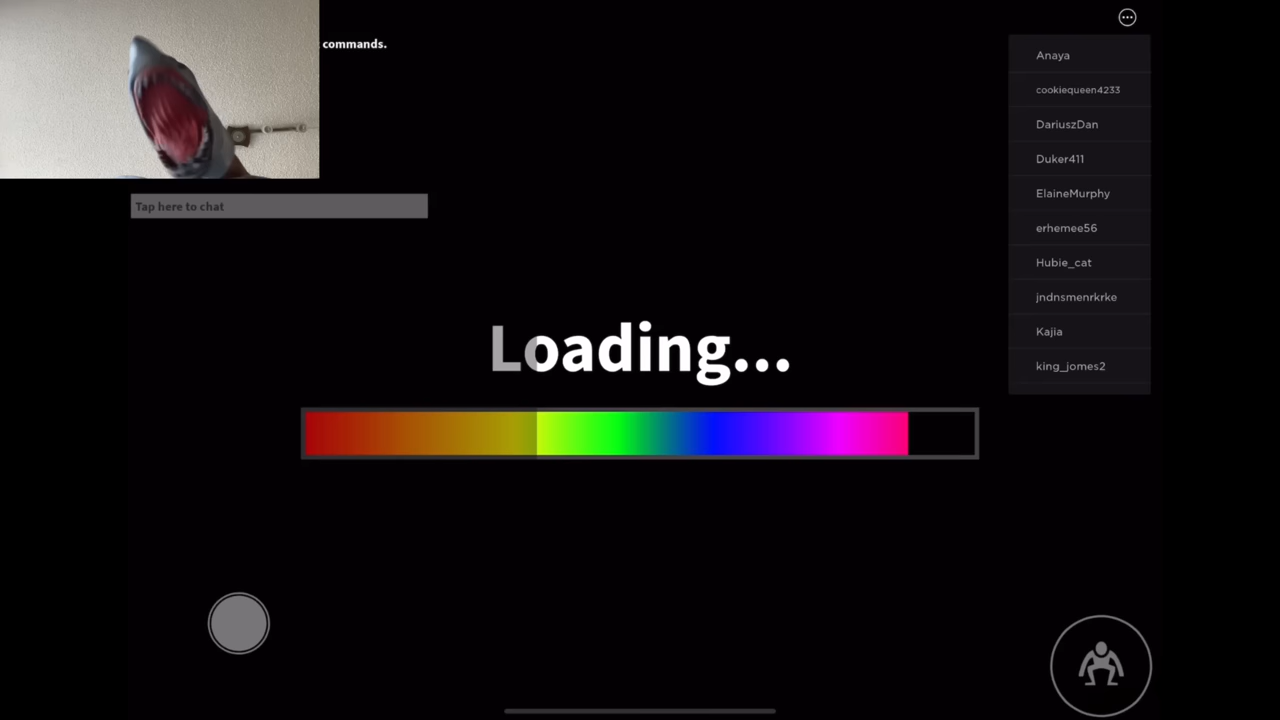 commands.
Tap here to chat
Loading...
Anaya
cookiequeen4233
DariuszDan
Duker411
ElaineMurphy
erhemee56
Hubie_cat
jndnsmenrkrke
Kajia
king_jomes2